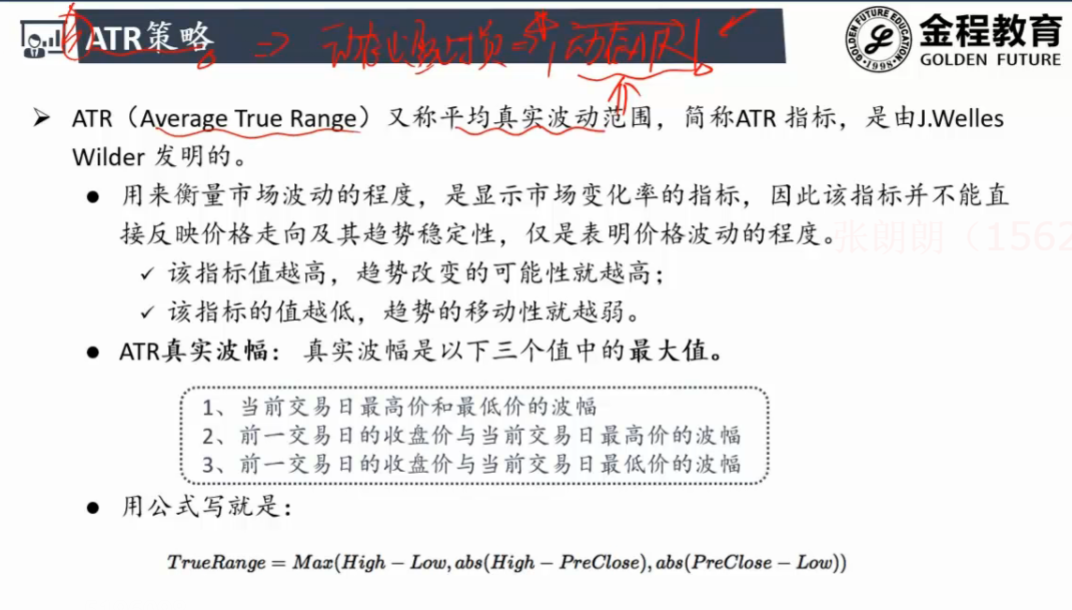 ATR策略
金程教育
GOLDEN FUTURE EDUCATION
·1998·
GOLDEN FUTURE
➤ ATR（Average True Range）又称平均真实波动范围，简称ATR 指标，是由J.Welles
Wilder 发明的。
● 用来衡量市场波动的程度，是显示市场变化率的指标，因此该指标并不能直
接反映价格走向及其趋势稳定性，仅是表明价格波动的程度。
张朗朗（1562
✓ 该指标值越高，趋势改变的可能性就越高；
✓ 该指标的值越低，趋势的移动性就越弱。
● ATR真实波幅： 真实波幅是以下三个值中的最大值。
1、当前交易日最高价和最低价的波幅
2、前一交易日的收盘价与当前交易日最高价的波幅
3、前一交易日的收盘价与当前交易日最低价的波幅
● 用公式写就是：
TrueRange = Max(High − Low, abs(High − PreClose), abs(PreClose − Low))